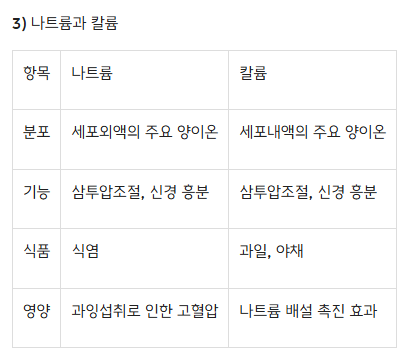 3) 나트륨과 칼륨
항목 나트륨 칼륨
분포 세포외액의 주요 양이온 세포내액의 주요 양이온
기능 삼투압조절, 신경 흥분 삼투압조절, 신경 흥분
식품 식염 과일, 야채
영양 과잉섭취로 인한 고혈압 나트륨 배설 촉진 효과